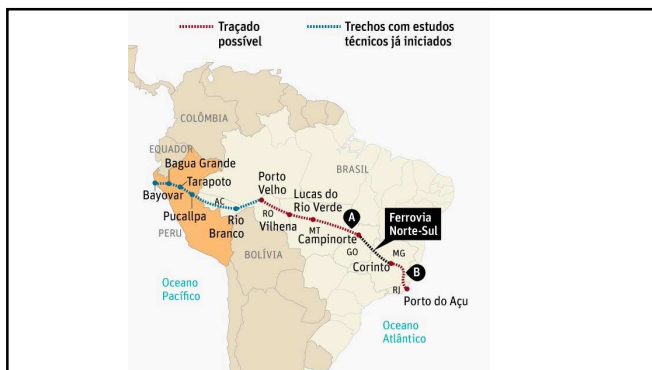 Traçado
possível
Trechos com estudos
técnicos já iniciados
COLÔMBIA
EQUADOR
Bagua Grande
Tarapoto
Bayovar
Pucallpa
PERU
AC
Rio
Branco
Porto
Velho
RO
Vilhena
Lucas do
Rio Verde
MT
BRASIL
A
Campinorte
GO
Ferrovia
Norte-Sul
BOLÍVIA
Corinto
MG
B
RJ
Porto do Açu
Oceano
Pacífico
Oceano
Atlântico